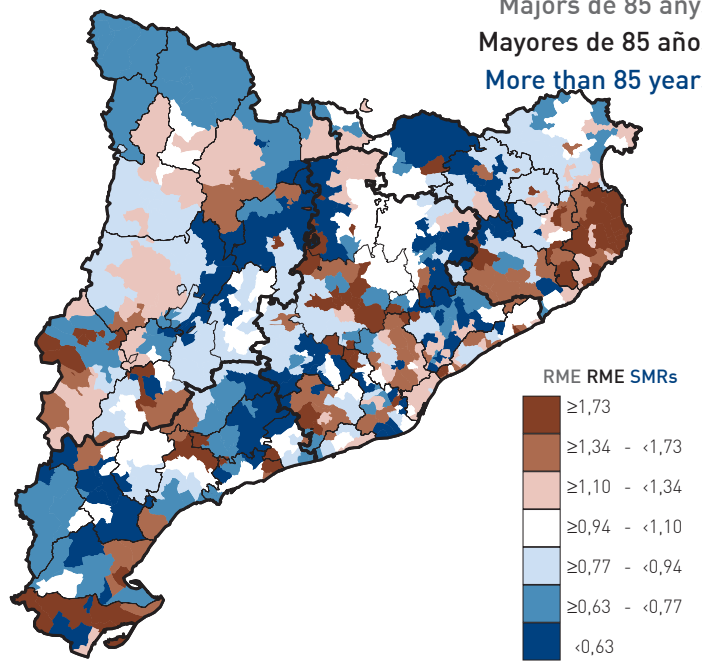 Majors de 85 any
Mayores de 85 año
More than 85 year
RME RME SMRs
≥1,73
≥1,34 - <1,73
≥1,10 - <1,34
≥0,94 - <1,10
≥0,77 - <0,94
≥0,63 - <0,77
<0,63